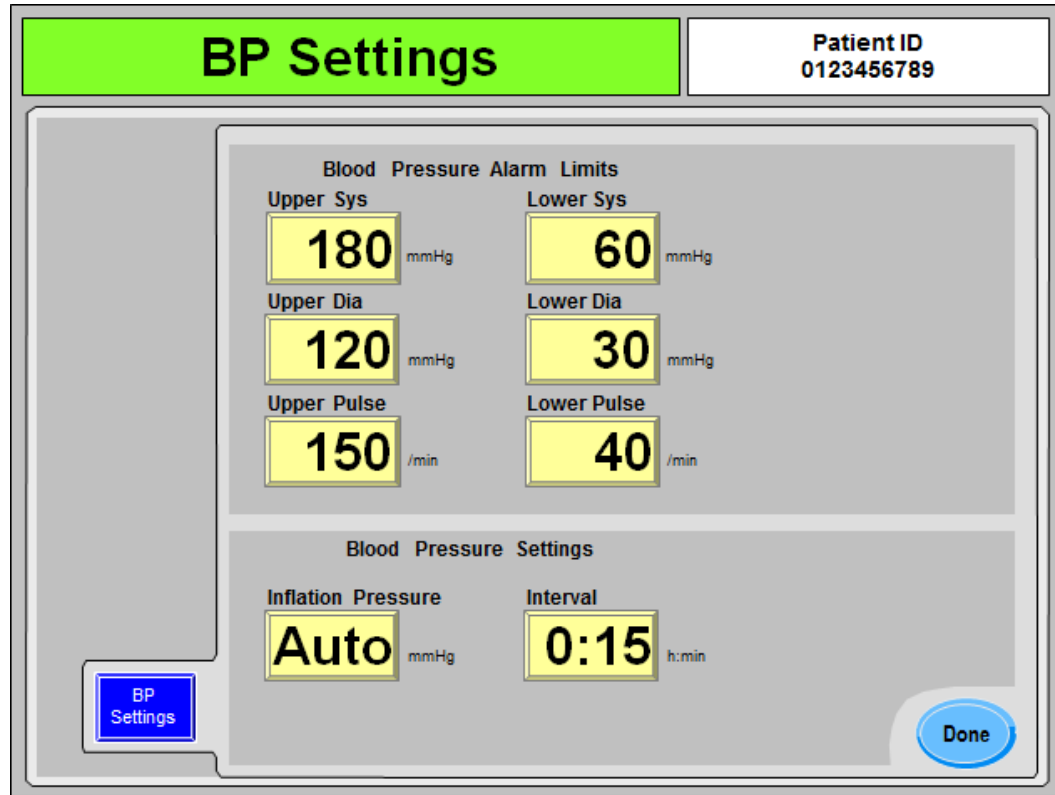 BP Settings
Patient ID
0123456789
Blood Pressure Alarm Limits
Upper Sys Lower Sys
180 mmHg 60 mmHg
Upper Dia Lower Dia
120 mmHg 30 mmHg
Upper Pulse Lower Pulse
150 /min 40 /min
Blood Pressure Settings
Inflation Pressure Interval
Auto mmHg 0:15 h:min
BP
Settings
Done